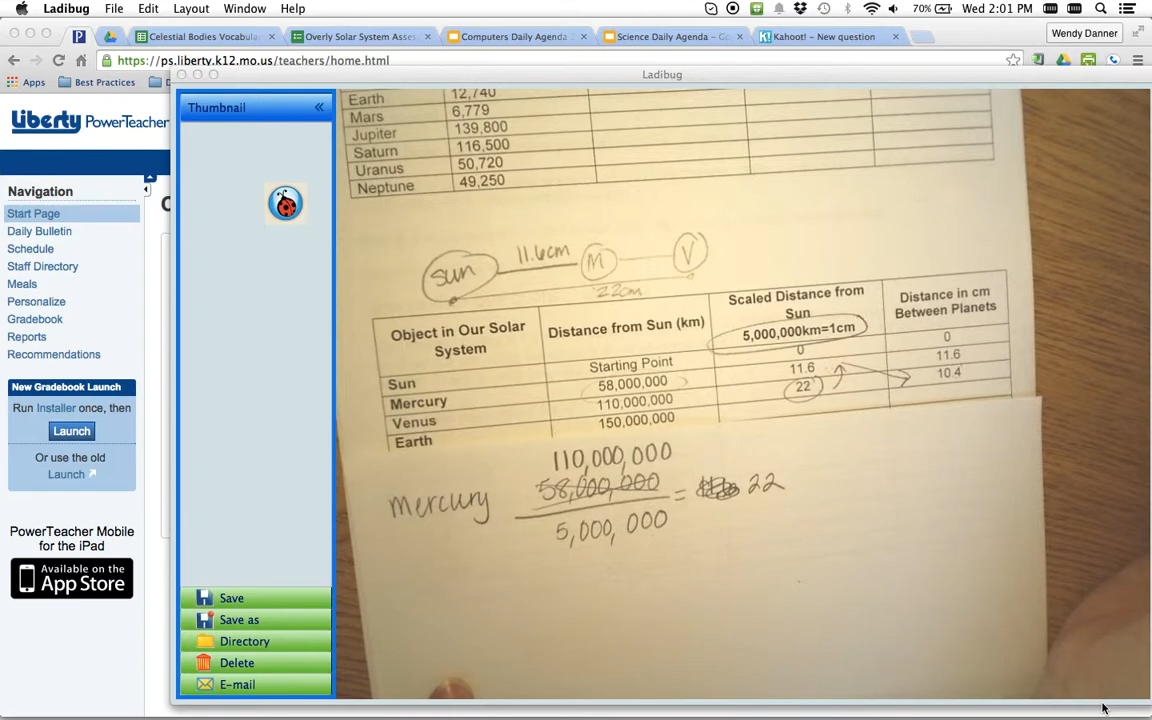 Ladibug File Edit Layout Window Help 70% Wed 2:01 PM
Celestial Bodies Vocabular Overly Solar System Asse Computers Daily Agenda Science Daily Agenda – Go Kahoot! – New question Wendy Danner
https://ps.liberty.k12.mo.us/teachers/home.html
Apps Best Practices
Ladibug
Liberty PowerTeacher
Navigation
Start Page
Daily Bulletin
Schedule
Staff Directory
Meals
Personalize
Gradebook
Reports
Recommendations
New Gradebook Launch
Run Installer once, then
Launch
Or use the old
Launch
PowerTeacher Mobile
for the iPad
Available on the
App Store
Thumbnail «
Save
Save as
Directory
Delete
E-mail
Earth 12,740
Mars 6,779
Jupiter 139,800
Saturn 116,500
Uranus 50,720
Neptune 49,250
sun 11.6cm M V
22cm
Object in Our Solar
System
Distance from Sun (km)
Scaled Distance from
Sun
5,000,000km=1cm
Distance in cm
Between Planets
Sun Starting Point 0 0
Mercury 58,000,000 11.6 11.6
Venus 110,000,000 22 10.4
Earth 150,000,000
110,000,000
mercury 58,000,000 = 22
5,000,000